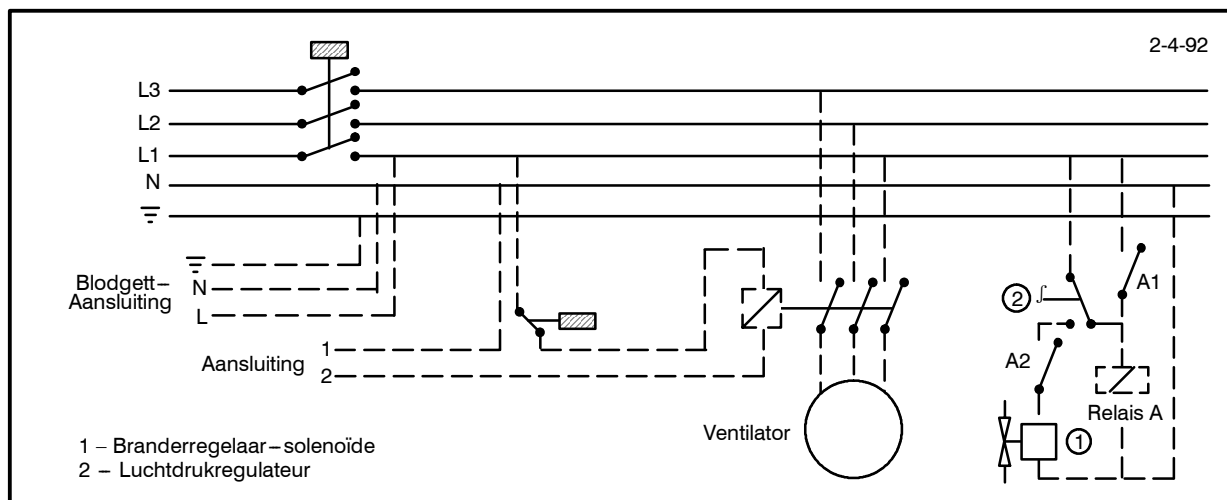 2-4-92
L3
L2
L1
N
Blodgett–
Aansluiting
N
L
Aansluiting
1
2
Ventilator
2
A1
A2
Relais A
1
1 – Branderregelaar–solenoïde
2 – Luchtdrukregulateur